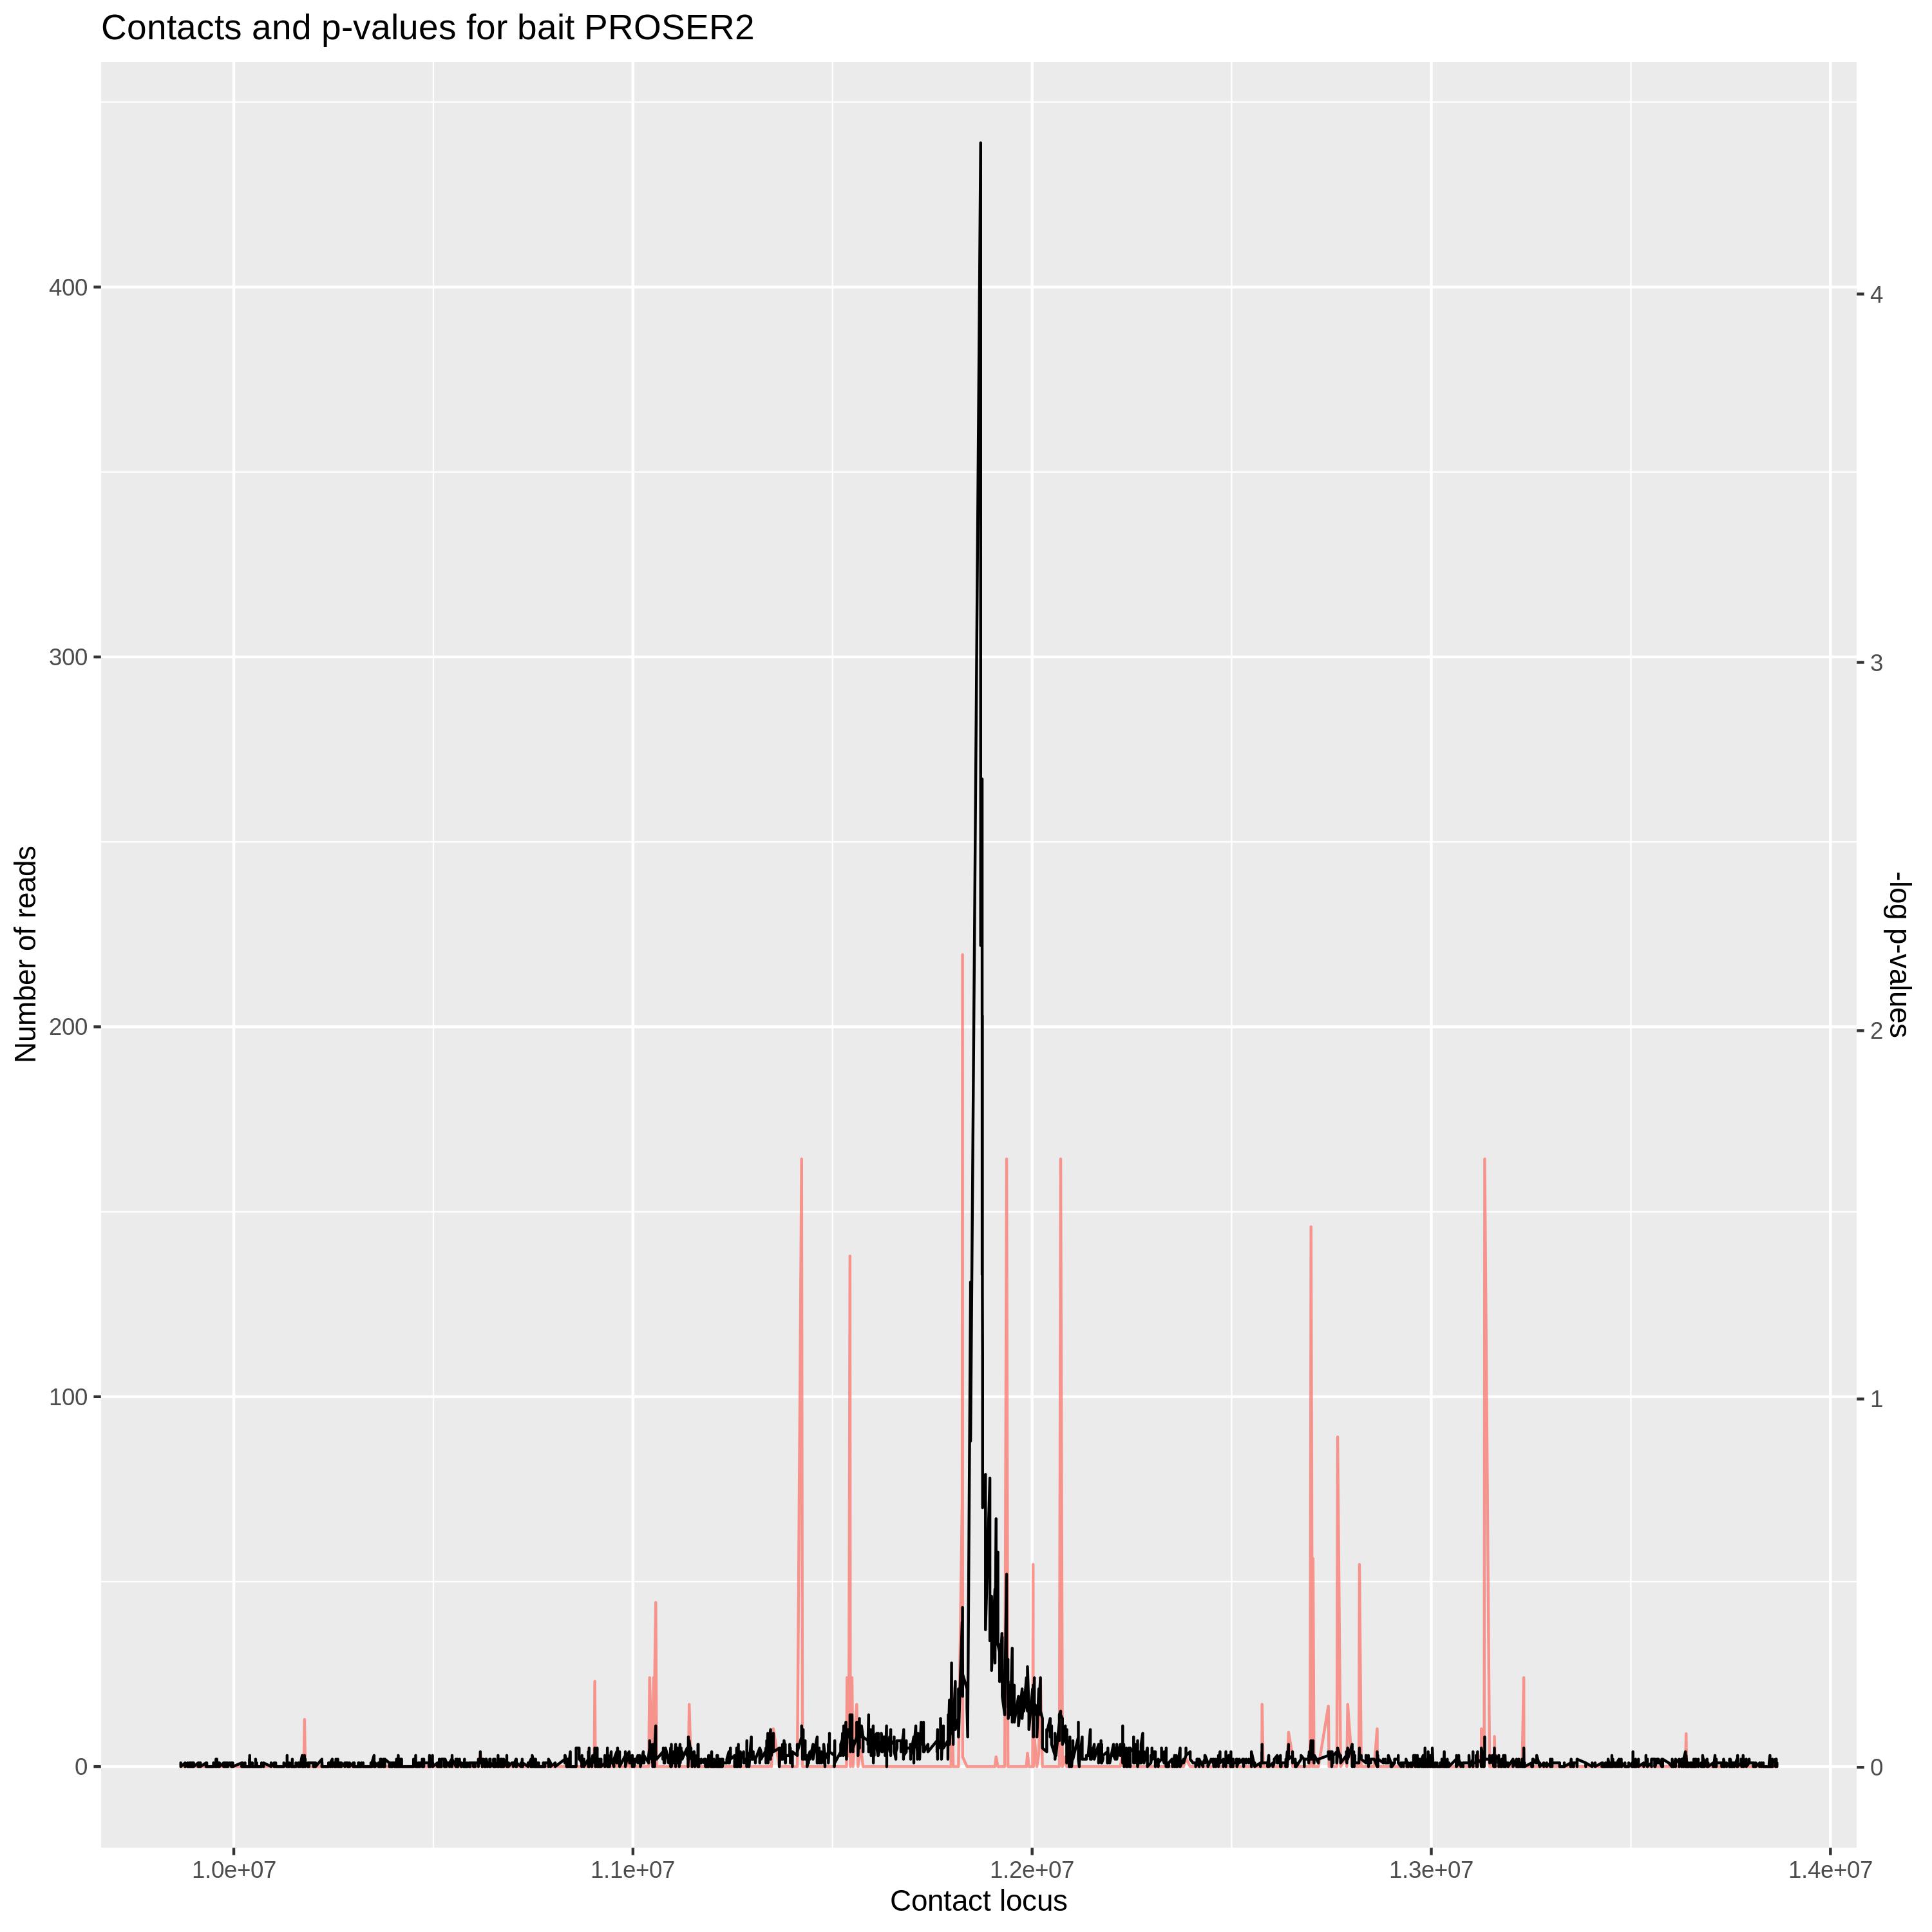 Contacts and p-values for bait PROSER2
Number of reads
400
300
200
100
0
4
3
2
1
0
-log p-values
1.0e+07
1.1e+07
1.2e+07
1.3e+07
1.4e+07
Contact locus